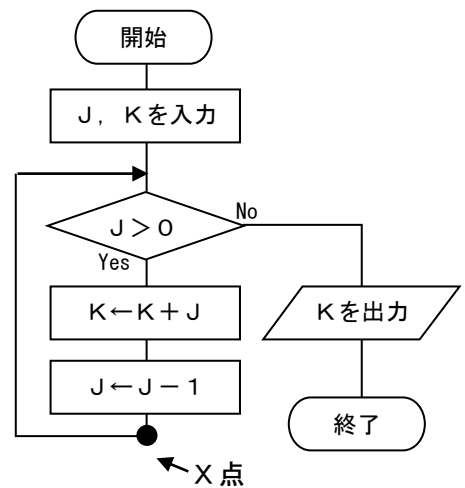 開始
J，Kを入力
J＞０
No
Yes
K←K＋J
Kを出力
J←J－１
終了
X点